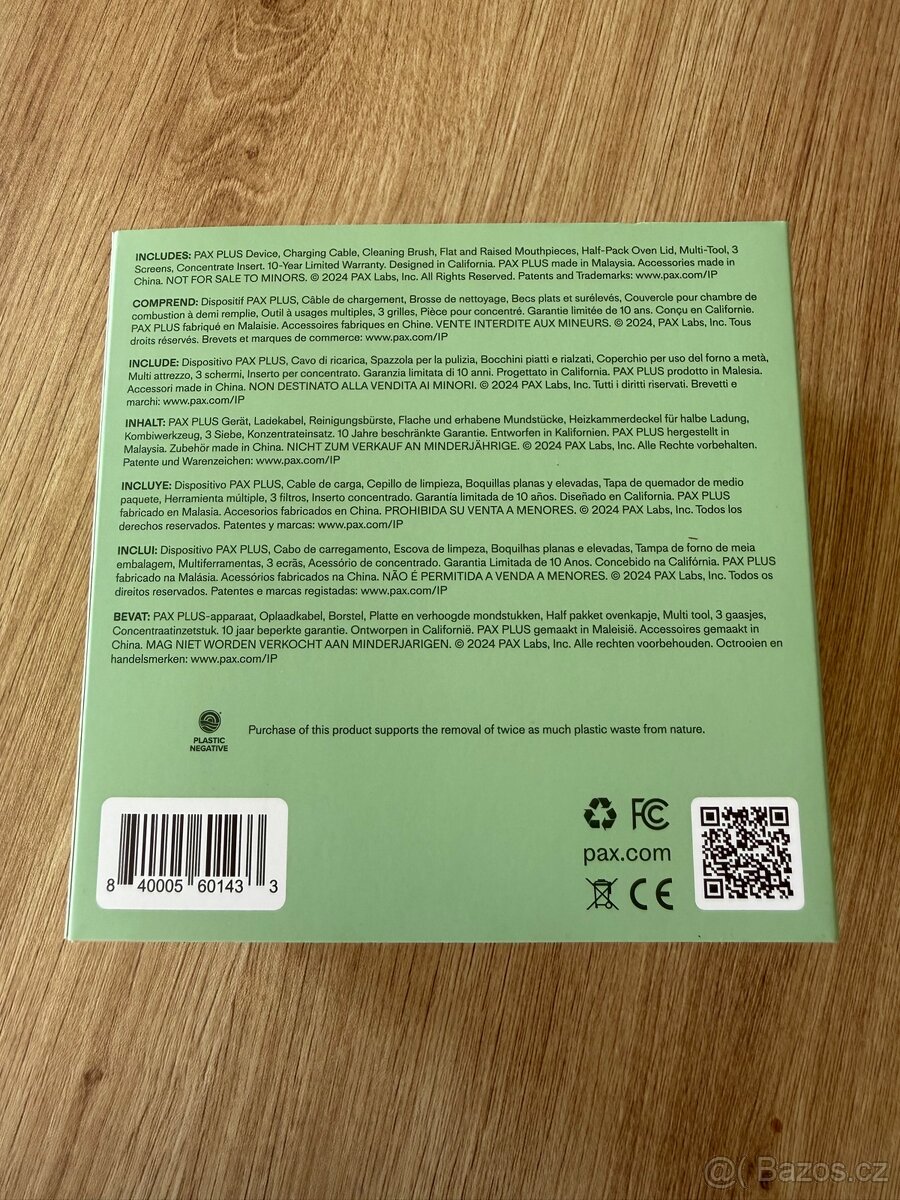 INCLUDES: PAX PLUS Device, Charging Cable, Cleaning Brush, Flat and Raised Mouthpieces, Half-Pack Oven Lid, Multi-Tool, 3
Screens, Concentrate Insert. 10-Year Limited Warranty. Designed in California. PAX PLUS made in Malaysia. Accessories made in
China. NOT FOR SALE TO MINORS. © 2024 PAX Labs, Inc. All Rights Reserved. Patents and Trademarks: www.pax.com/IP
COMPREND: Dispositif PAX PLUS, Câble de chargement, Brosse de nettoyage, Becs plats et surélevés, Couvercle pour chambre de
combustion à demi remplie, Outil à usages multiples, 3 grilles, Pièce pour concentré. Garantie limitée de 10 ans. Conçu en Californie.
PAX PLUS fabriqué en Malaisie. Accessoires fabriques en Chine. VENTE INTERDITE AUX MINEURS. © 2024, PAX Labs, Inc. Tous
droits réservés. Brevets et marques de commerce: www.pax.com/IP
INCLUDE: Dispositivo PAX PLUS, Cavo di ricarica, Spazzola per la pulizia, Bocchini piatti e rialzati, Coperchio per uso del forno a metà,
Multi attrezzo, 3 schermi, Inserto per concentrato. Garanzia limitata di 10 anni. Progettato in California. PAX PLUS prodotto in Malesia.
Accessori made in China. NON DESTINATO ALLA VENDITA AI MINORI. © 2024 PAX Labs, Inc. Tutti i diritti riservati. Brevetti e
marchi: www.pax.com/IP
INHALT: PAX PLUS Gerät, Ladekabel, Reinigungsbürste, Flache und erhabene Mundstücke, Heizkammerdeckel für halbe Ladung,
Kombiwerkzeug, 3 Siebe, Konzentrateinsatz. 10 Jahre beschränkte Garantie. Entworfen in Kalifornien. PAX PLUS hergestellt in
Malaysia. Zubehör made in China. NICHT ZUM VERKAUF AN MINDERJÄHRIGE. © 2024 PAX Labs, Inc. Alle Rechte vorbehalten.
Patente und Warenzeichen: www.pax.com/IP
INCLUYE: Dispositivo PAX PLUS, Cable de carga, Cepillo de limpieza, Boquillas planas y elevadas, Tapa de quemador de medio
paquete, Herramienta múltiple, 3 filtros, Inserto concentrado. Garantía limitada de 10 años. Diseñado en California. PAX PLUS
fabricado en Malasia. Accesorios fabricados en China. PROHIBIDA SU VENTA A MENORES. © 2024 PAX Labs, Inc. Todos los
derechos reservados. Patentes y marcas: www.pax.com/IP
INCLUI: Dispositivo PAX PLUS, Cabo de carregamento, Escova de limpeza, Boquilhas planas e elevadas, Tampa de forno de meia
embalagem, Multiferramentas, 3 ecrãs, Acessório de concentrado. Garantia Limitada de 10 Anos. Concebido na Califórnia. PAX PLUS
fabricado na Malásia. Acessórios fabricados na China. NÃO É PERMITIDA A VENDA A MENORES. © 2024 PAX Labs, Inc. Todos os
direitos reservados. Patentes e marcas registadas: www.pax.com/IP
BEVAT: PAX PLUS-apparaat, Oplaadkabel, Borstel, Platte en verhoogde mondstukken, Half pakket ovenkapje, Multi tool, 3 gaasjes,
Concentraatinzetstuk. 10 jaar beperkte garantie. Ontworpen in Californië. PAX PLUS gemaakt in Maleisië. Accessoires gemaakt in
China. MAG NIET WORDEN VERKOCHT AAN MINDERJARIGEN. © 2024 PAX Labs, Inc. Alle rechten voorbehouden. Octrooien en
handelsmerken: www.pax.com/IP
PLASTIC
NEGATIVE
Purchase of this product supports the removal of twice as much plastic waste from nature.
FC
pax.com
CE
8 40005 60143 3
@( Bazos.cz